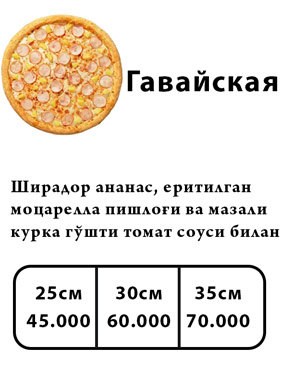 Гавайская
Ширадор ананас, еритилган
моцарелла пишлоғи ва мазали
курка гўшти томат соуси билан
25см 30см 35см
45.000 60.000 70.000